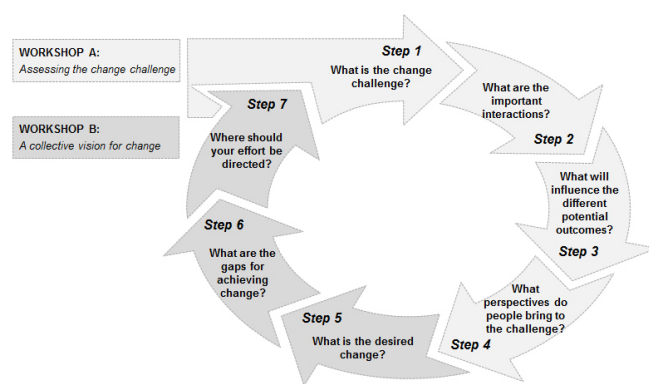 WORKSHOP A:
Assessing the change challenge
WORKSHOP B:
A collective vision for change
Step 1
What is the change
challenge?
What are the
important
interactions?
Step 2
What will
influence the
different
potential
outcomes?
Step 3
What
perspectives do
people bring to
the challenge?
Step 4
Step 5
What is the desired
change?
Step 6
What are the
gaps for
achieving
change?
Step 7
Where should
your effort be
directed?